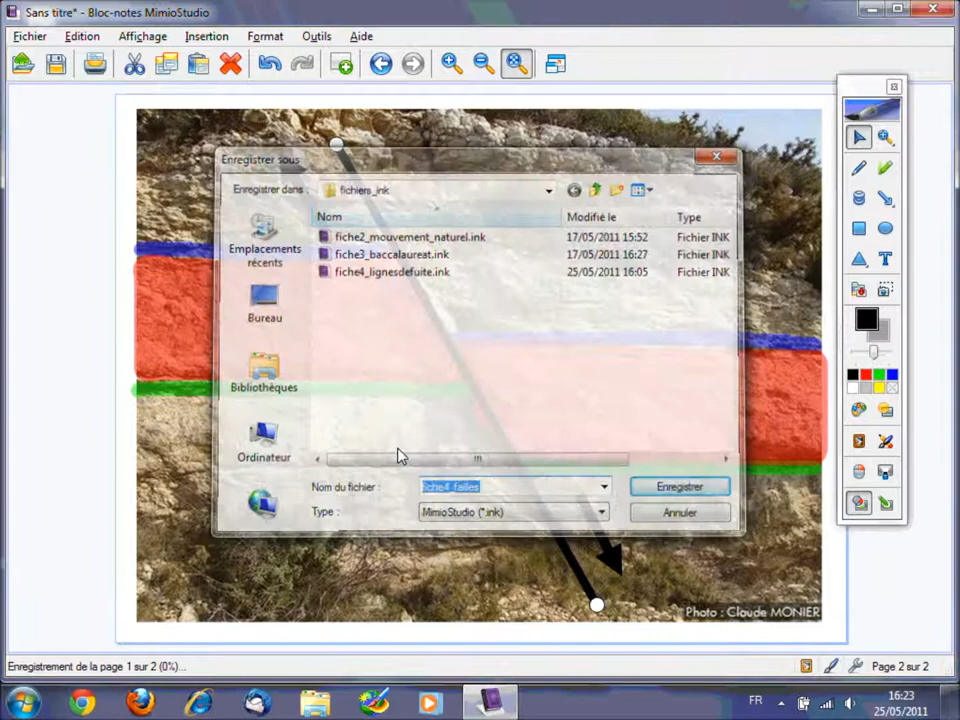 Sans titre* - Bloc-notes MimioStudio
Fichier Edition Affichage Insertion Format Outils Aide
Enregistrer sous
Enregistrer dans : fichiers_ink
Nom Modifié le Type
fiche2_mouvement_naturel.ink 17/05/2011 15:52 Fichier INK
fiche3_baccalaureat.ink 17/05/2011 16:27 Fichier INK
fiche4_lignesdefuite.ink 25/05/2011 16:05 Fichier INK
Emplacements
récents
Bureau
Bibliothèques
Ordinateur
Nom du fichier : fiche4_failles
Enregistrer
Type : MimioStudio (*.ink)
Annuler
Photo : Claude MONIER
Enregistrement de la page 1 sur 2 (0%)...
Page 2 sur 2
FR
16:23
25/05/2011